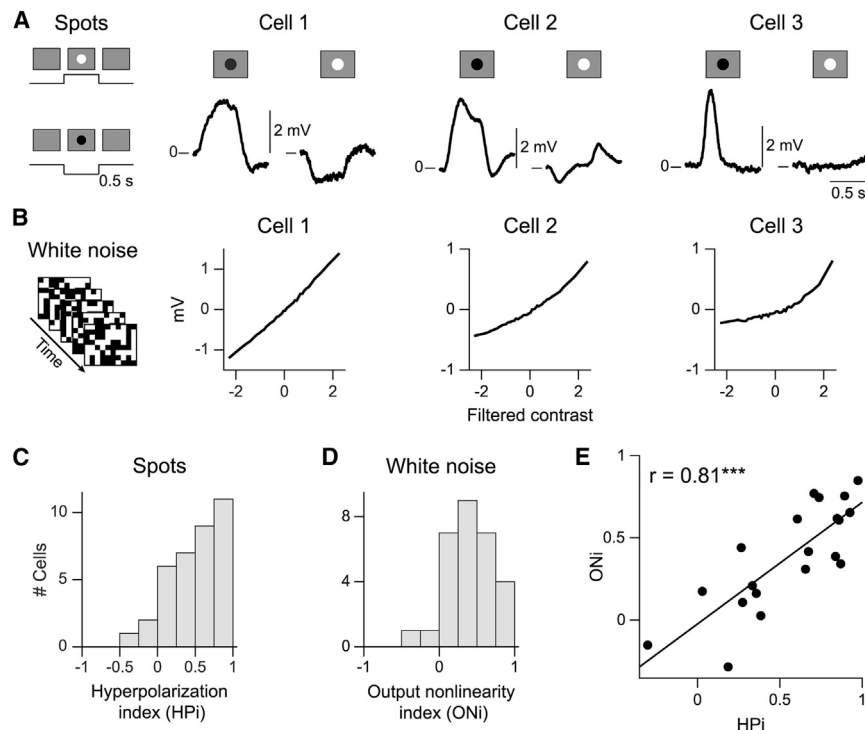 A
Spots
Cell 1
Cell 2
Cell 3
0
2 mV
0
2 mV
0
2 mV
0.5 s
0.5 s
B
White noise
Time
Cell 1
Cell 2
Cell 3
mV
1
0
-1
-2 0 2
1
0
-1
-2 0 2
1
0
-1
-2 0 2
Filtered contrast
C
Spots
# Cells
10
5
0
-1 -0.5 0 0.5 1
Hyperpolarization
index (HPi)
D
White noise
8
4
0
-1 0 1
Output nonlinearity
index (ONi)
E
r = 0.81***
ONi
1
0.5
0
0 0.5 1
HPi